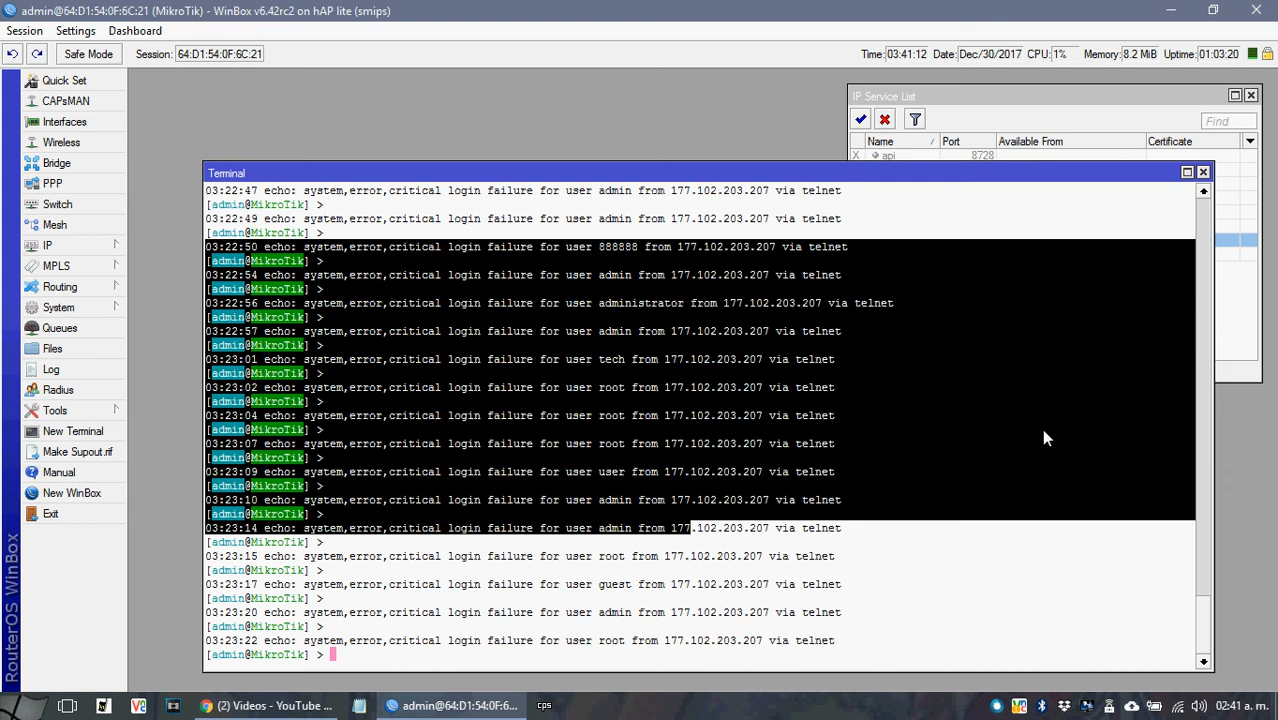 admin@64:D1:54:0F:6C:21 (MikroTik) - WinBox v6.42rc2 on hAP lite (smips)
Session Settings Dashboard
Safe Mode Session: 64:D1:54:0F:6C:21 Time: 03:41:12 Date: Dec/30/2017 CPU: 1% Memory: 8.2 MiB Uptime: 01:03:20
Quick Set
CAPsMAN
Interfaces
Wireless
Bridge
PPP
Switch
Mesh
IP
MPLS
Routing
System
Queues
Files
Log
Radius
Tools
New Terminal
Make Supout.rif
Manual
New WinBox
Exit
RouterOS WinBox
IP Service List
Find
Name Port Available From Certificate
X api 8728
Terminal
03:22:47 echo: system,error,critical login failure for user admin from 177.102.203.207 via telnet
[admin@MikroTik] >
03:22:49 echo: system,error,critical login failure for user admin from 177.102.203.207 via telnet
[admin@MikroTik] >
03:22:50 echo: system,error,critical login failure for user 888888 from 177.102.203.207 via telnet
[admin@MikroTik] >
03:22:54 echo: system,error,critical login failure for user admin from 177.102.203.207 via telnet
[admin@MikroTik] >
03:22:56 echo: system,error,critical login failure for user administrator from 177.102.203.207 via telnet
[admin@MikroTik] >
03:22:57 echo: system,error,critical login failure for user admin from 177.102.203.207 via telnet
[admin@MikroTik] >
03:23:01 echo: system,error,critical login failure for user tech from 177.102.203.207 via telnet
[admin@MikroTik] >
03:23:02 echo: system,error,critical login failure for user root from 177.102.203.207 via telnet
[admin@MikroTik] >
03:23:04 echo: system,error,critical login failure for user root from 177.102.203.207 via telnet
[admin@MikroTik] >
03:23:07 echo: system,error,critical login failure for user root from 177.102.203.207 via telnet
[admin@MikroTik] >
03:23:09 echo: system,error,critical login failure for user user from 177.102.203.207 via telnet
[admin@MikroTik] >
03:23:10 echo: system,error,critical login failure for user admin from 177.102.203.207 via telnet
[admin@MikroTik] >
03:23:14 echo: system,error,critical login failure for user admin from 177.102.203.207 via telnet
[admin@MikroTik] >
03:23:15 echo: system,error,critical login failure for user root from 177.102.203.207 via telnet
[admin@MikroTik] >
03:23:17 echo: system,error,critical login failure for user guest from 177.102.203.207 via telnet
[admin@MikroTik] >
03:23:20 echo: system,error,critical login failure for user admin from 177.102.203.207 via telnet
[admin@MikroTik] >
03:23:22 echo: system,error,critical login failure for user root from 177.102.203.207 via telnet
[admin@MikroTik] >
(2) Videos - YouTube ... admin@64:D1:54:0F:6... cps 02:41 a. m.